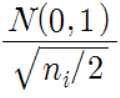 N(0,1)
√(n_i/2)